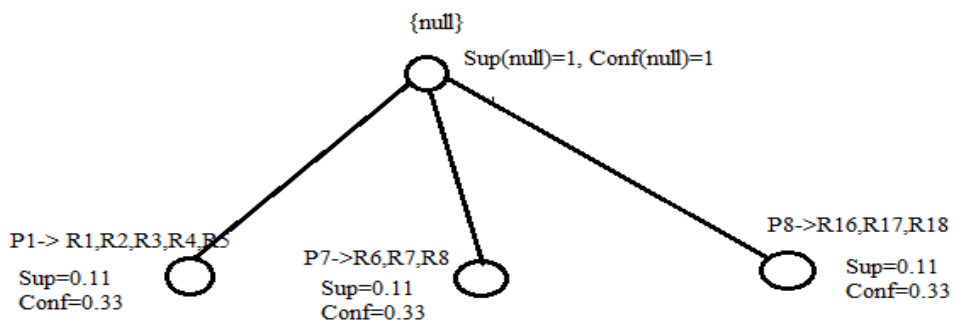 {null}
Sup(null)=1, Conf(null)=1
P1-> R1,R2,R3,R4,R5
Sup=0.11
Conf=0.33
P7->R6,R7,R8
Sup=0.11
Conf=0.33
P8->R16,R17,R18
Sup=0.11
Conf=0.33